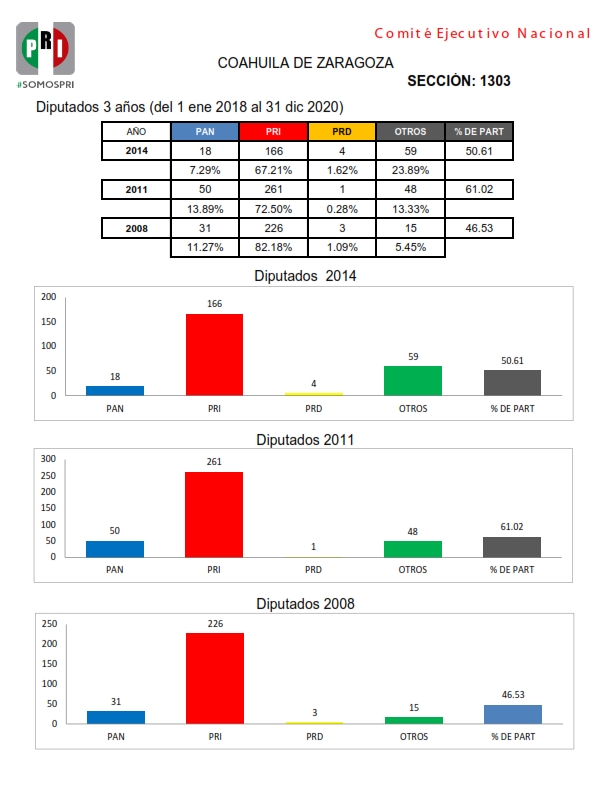 Comité Ejecutivo Nacional
PRI
#SOMOSPRI
COAHUILA DE ZARAGOZA
SECCIÓN: 1303
Diputados 3 años (del 1 ene 2018 al 31 dic 2020)
AÑO PAN PRI PRD OTROS % DE PART
2014 18 166 4 59 50.61
7.29% 67.21% 1.62% 23.89%
2011 50 261 1 48 61.02
13.89% 72.50% 0.28% 13.33%
2008 31 226 3 15 46.53
11.27% 82.18% 1.09% 5.45%
Diputados 2014
200
150
100
50
0
18 166 4 59 50.61
PAN PRI PRD OTROS % DE PART
Diputados 2011
300
250
200
150
100
50
0
50 261 1 48 61.02
PAN PRI PRD OTROS % DE PART
Diputados 2008
250
200
150
100
50
0
31 226 3 15 46.53
PAN PRI PRD OTROS % DE PART